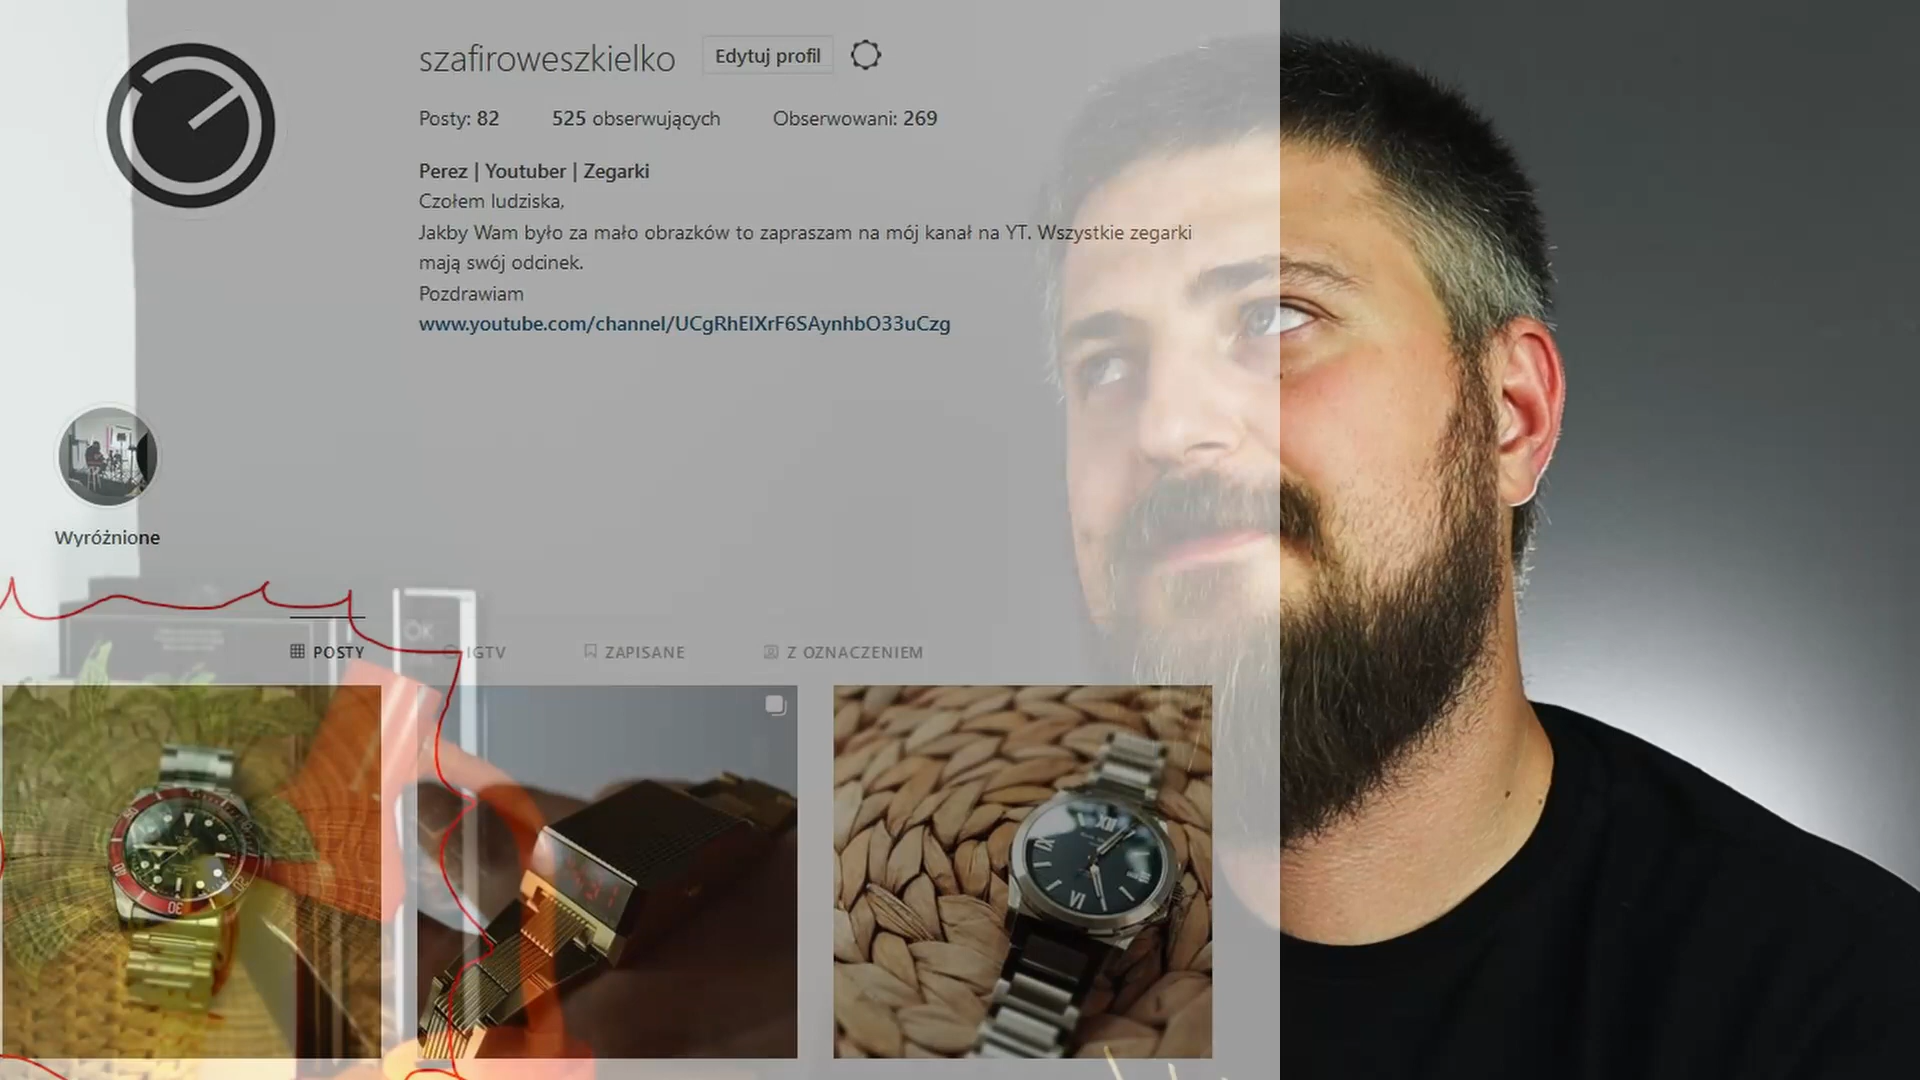 szafiroweszkielko
Edytuj profil
Posty: 82 525 obserwujących Obserwowani: 269
Perez | Youtuber | Zegarki
Czołem ludziska,
Jakby Wam było za mało obrazków to zapraszam na mój kanał na YT. Wszystkie zegarki
mają swój odcinek.
Pozdrawiam
www.youtube.com/channel/UCgRhEIXrF6SAynhbO33uCzg
Wyróżnione
OK
POSTY IGTV ZAPISANE Z OZNACZENIEM